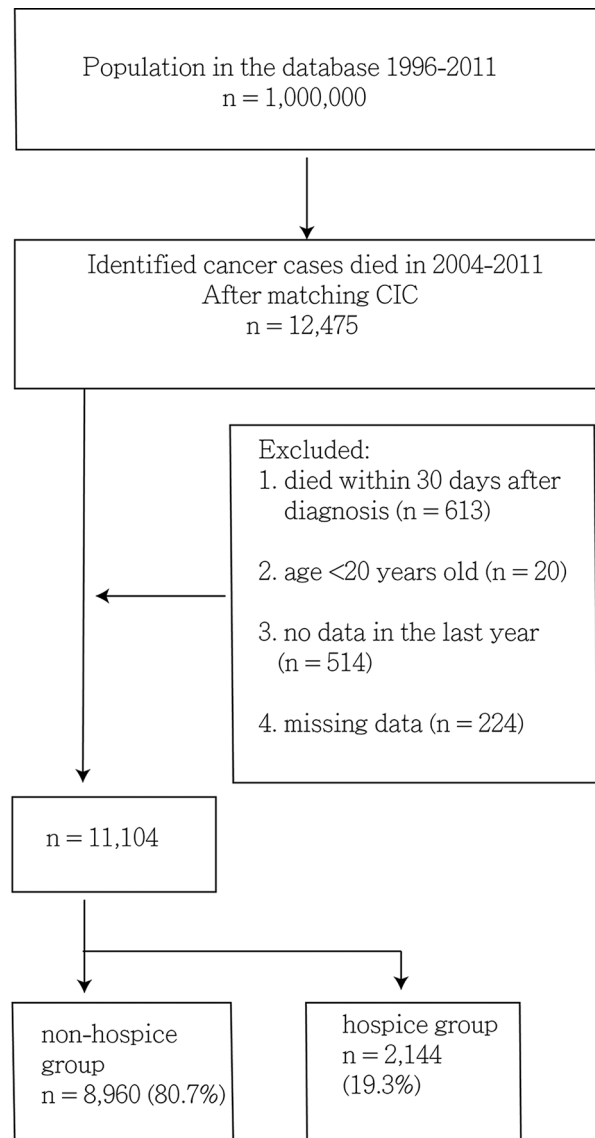 Population in the database 1996-2011
n = 1,000,000
Identified cancer cases died in 2004-2011
After matching CIC
n = 12,475
Excluded:
1. died within 30 days after
diagnosis (n = 613)
2. age <20 years old (n = 20)
3. no data in the last year
(n = 514)
4. missing data (n = 224)
n = 11,104
non-hospice
group
n = 8,960 (80.7%)
hospice group
n = 2,144
(19.3%)